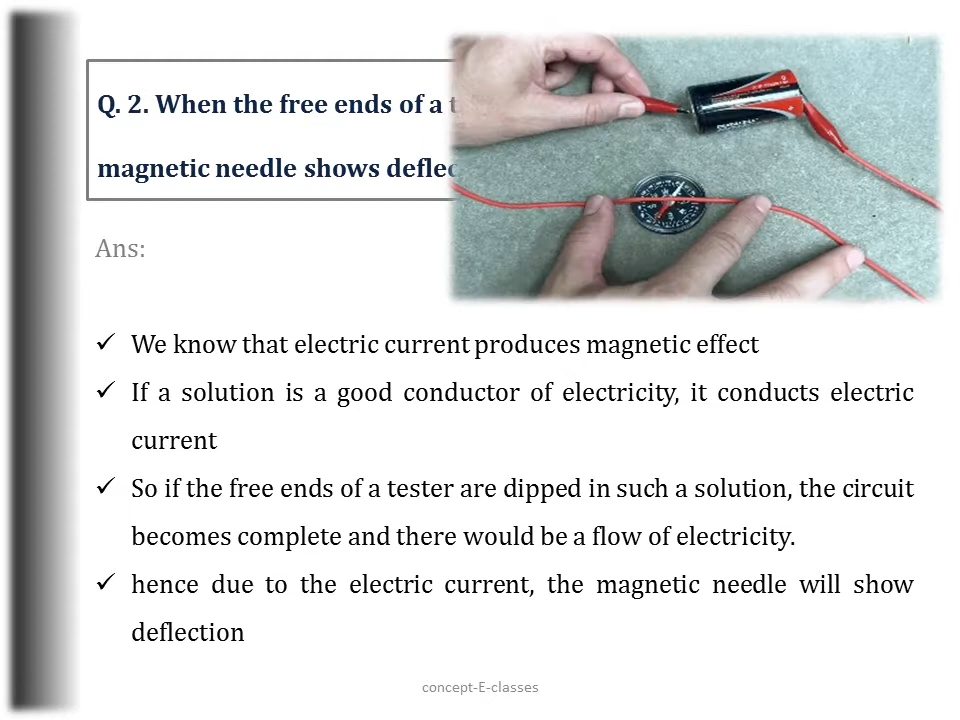 Q. 2. When the free ends of a
magnetic needle shows
Ans:
✓ We know that electric current produces magnetic effect
✓ If a solution is a good conductor of electricity, it conducts electric
current
✓ So if the free ends of a tester are dipped in such a solution, the circuit
becomes complete and there would be a flow of electricity.
✓ hence due to the electric current, the magnetic needle will show
deflection
concept-E-classes